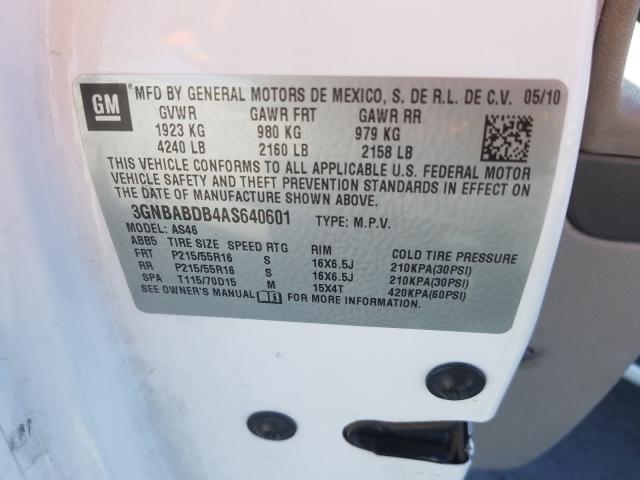 GM
MFD BY GENERAL MOTORS DE MEXICO, S. DE R.L. DE C.V. 05/10
GVWR GAWR FRT GAWR RR
1923 KG 980 KG 979 KG
4240 LB 2160 LB 2158 LB
THIS VEHICLE CONFORMS TO ALL APPLICABLE U.S. FEDERAL MOTOR
VEHICLE SAFETY AND THEFT PREVENTION STANDARDS IN EFFECT ON
THE DATE OF MANUFACTURE SHOWN ABOVE.
3GNBABDB4AS640601 TYPE: M.P.V.
MODEL: AS46
ABB5 TIRE SIZE SPEED RTG RIM COLD TIRE PRESSURE
FRT P215/55R16 S 16X6.5J 210KPA(30PSI)
RR P215/55R16 S 16X6.5J 210KPA(30PSI)
SPA T115/70D15 M 15X4T 420KPA(60PSI)
SEE OWNER'S MANUAL